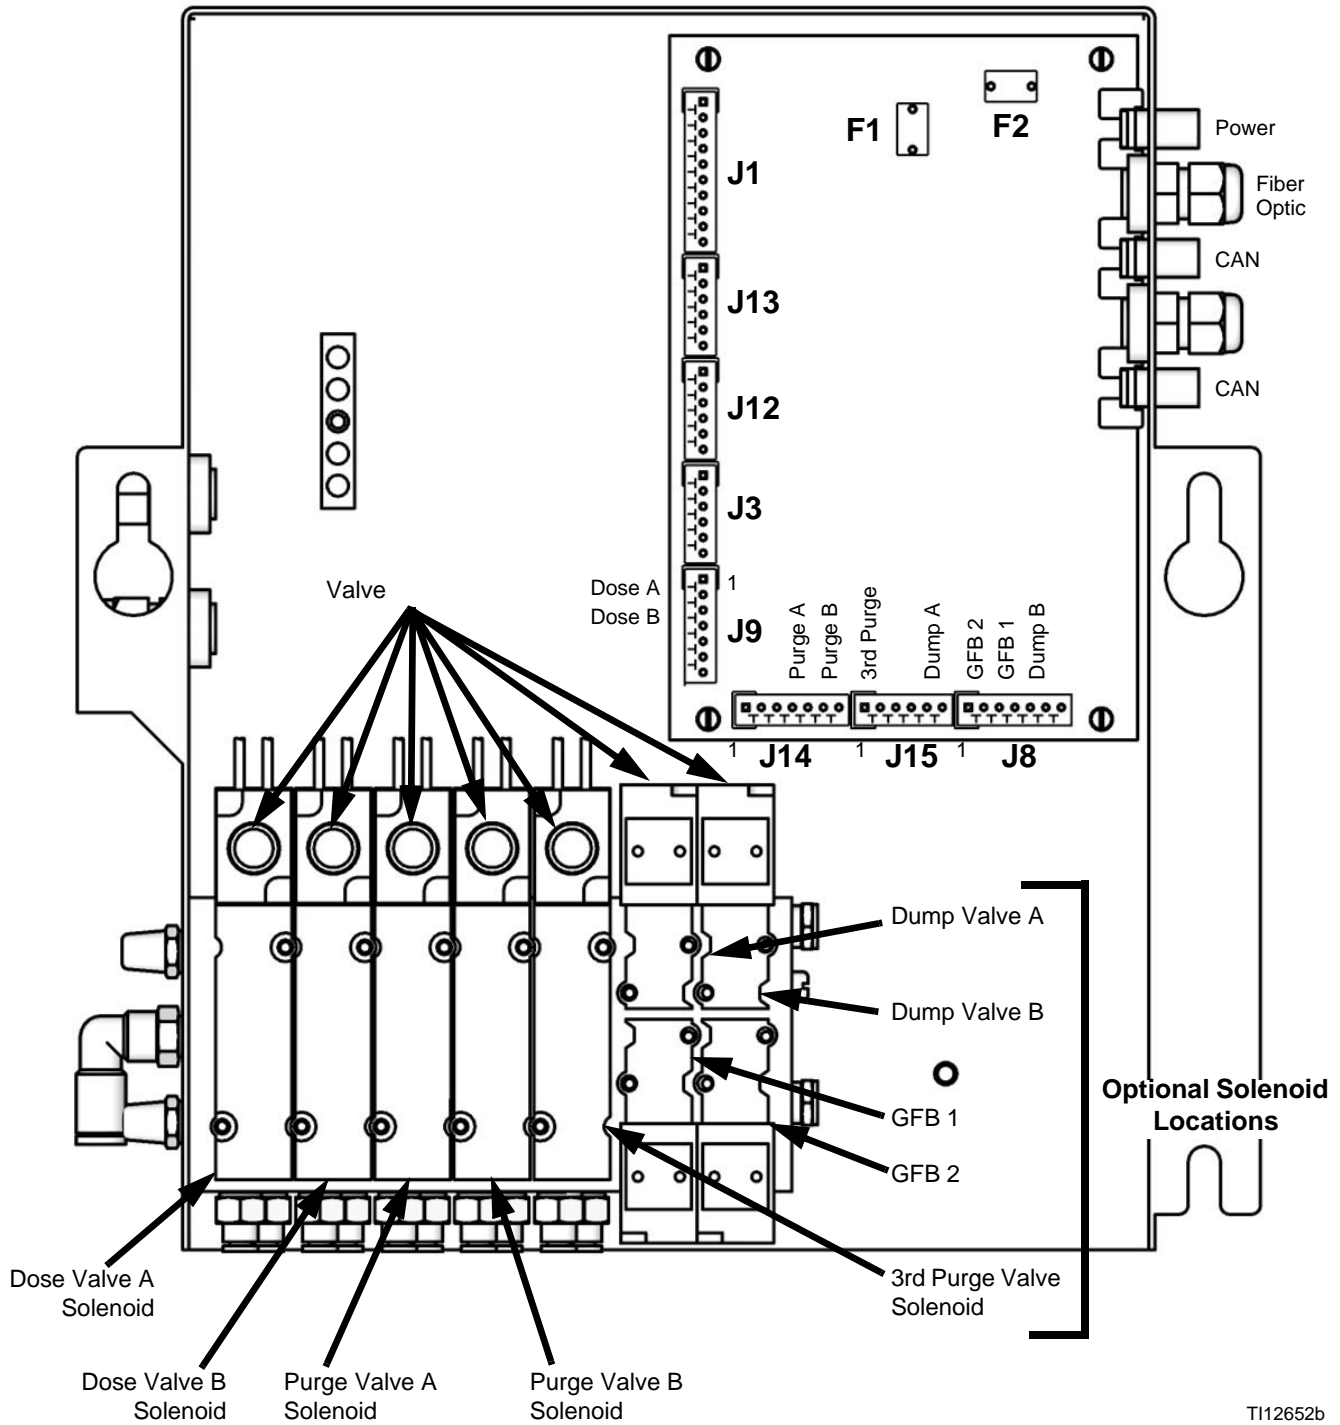 F1
F2
Power
J1
Fiber
Optic
CAN
J13
CAN
J12
J3
Valve
Dose A
1
Dose B
J9
Purge A
Purge B
3rd Purge
Dump A
GFB 2
GFB 1
Dump B
1
J14
1
J15
1
J8
Dump Valve A
Dump Valve B
Optional Solenoid
Locations
GFB 1
GFB 2
Dose Valve A
Solenoid
3rd Purge Valve
Solenoid
Dose Valve B
Solenoid
Purge Valve A
Solenoid
Purge Valve B
Solenoid
TI12652b